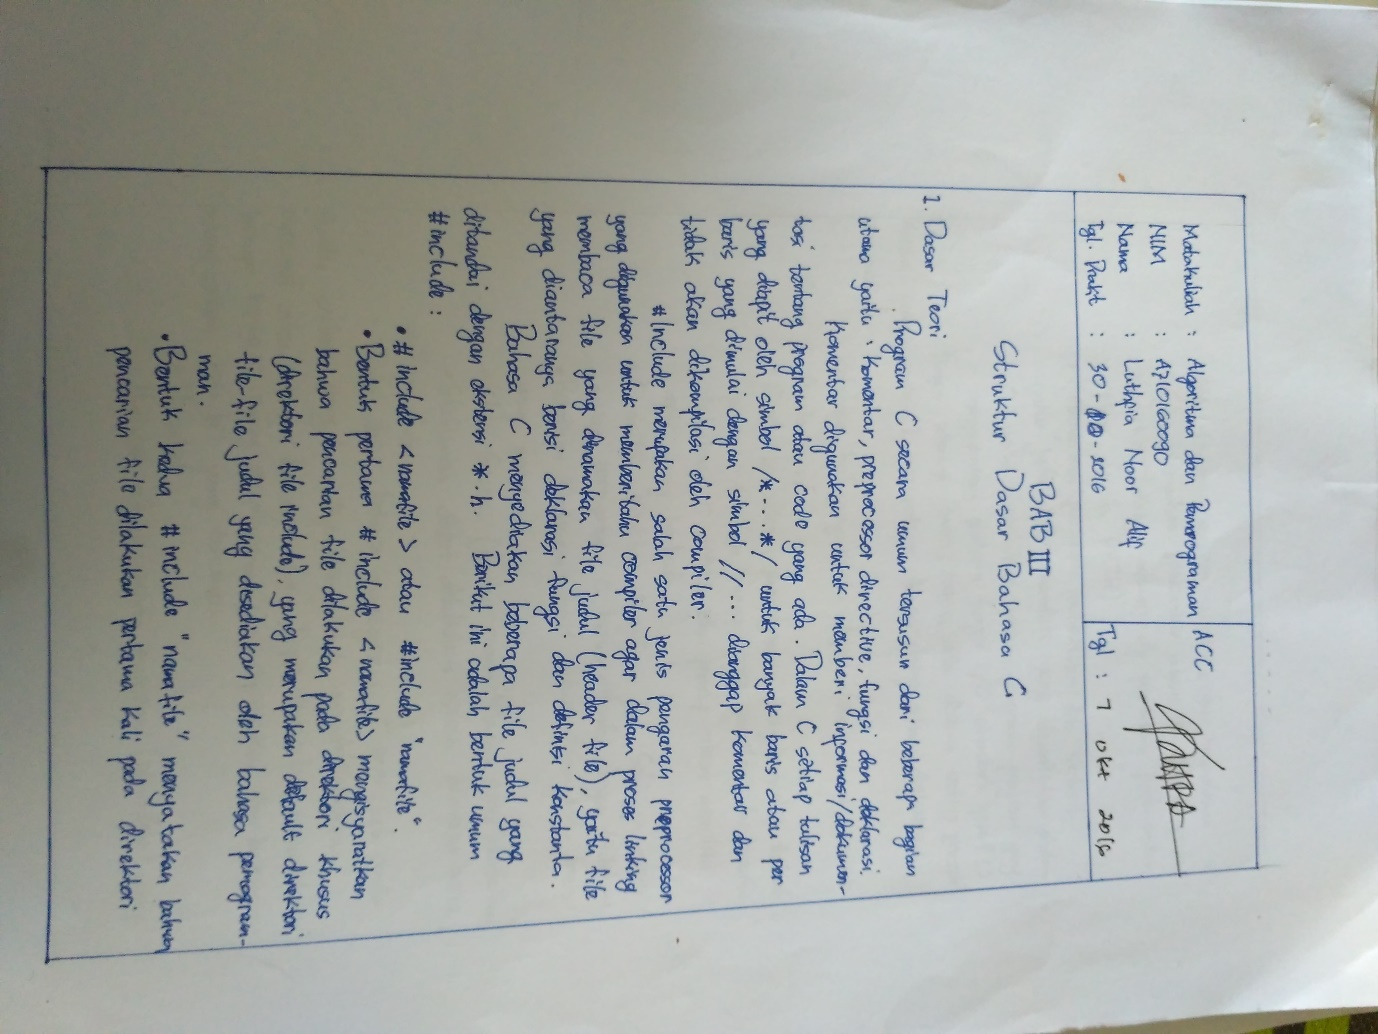 Matakuliah : Algoritma dan Pemrograman
NIM : A710160090
Nama : Luthfia Noor Alif
Tgl. Prakt : 30 - - 2016
ACC
Tgl : 7 okt 2016
BAB III
Struktur Dasar Bahasa C
1. Dasar Teori
Program C secara umum tersusun dari beberapa bagian
utama yaitu : komentar, preprocessor directive, fungsi dan deklarasi.
Komentar digunakan untuk memberi informasi/dokumen-
tasi tentang program atau code yang ada. Dalam C setiap tulisan
yang diapit oleh simbol /*...*/ untuk banyak baris atau per
baris yang dimulai dengan simbol //... dianggap komentar dan
tidak akan dikompilasi oleh compiler.
#Include merupakan salah satu jenis pengarah preprocessor
yang digunakan untuk memberitahu compiler agar dalam proses linking
membaca file yang dinamakan file judul (header file), yaitu file
yang diantaranya berisi deklarasi fungsi dan definisi konstanta.
Bahasa C menyediakan beberapa file judul yang
ditandai dengan ekstensi *.h. Berikut ini adalah bentuk umum
#include :
• #include <namafile> atau #include "namafile".
• Bentuk pertama #include <namafile> mengisyaratkan
bahwa pencarian file dilakukan pada direktori khusus
(direktori file include), yang merupakan default direktori
file-file judul yang disediakan oleh bahasa pemogram-
man.
• Bentuk kedua #include "namafile" menyatakan bahwa
pencarian file dilakukan pertama kali pada direktori